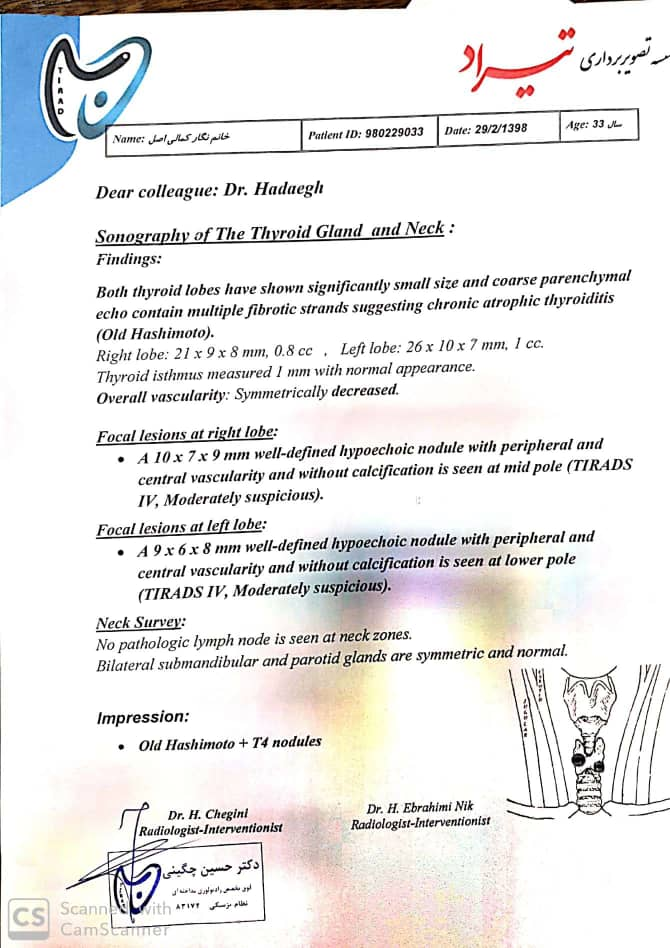 TIRAD
سسه تصویربرداری تیراد
Name: خانم نگار کمالی اصل Patient ID: 980229033 Date: 29/2/1398 Age: 33 سال
Dear colleague: Dr. Hadaegh
Sonography of The Thyroid Gland and Neck :
Findings:
Both thyroid lobes have shown significantly small size and coarse parenchymal
echo contain multiple fibrotic strands suggesting chronic atrophic thyroiditis
(Old Hashimoto).
Right lobe: 21 x 9 x 8 mm, 0.8 cc , Left lobe: 26 x 10 x 7 mm, 1 cc.
Thyroid isthmus measured 1 mm with normal appearance.
Overall vascularity: Symmetrically decreased.
Focal lesions at right lobe:
• A 10 x 7 x 9 mm well-defined hypoechoic nodule with peripheral and
central vascularity and without calcification is seen at mid pole (TIRADS
IV, Moderately suspicious).
Focal lesions at left lobe:
• A 9 x 6 x 8 mm well-defined hypoechoic nodule with peripheral and
central vascularity and without calcification is seen at lower pole
(TIRADS IV, Moderately suspicious).
Neck Survey:
No pathologic lymph node is seen at neck zones.
Bilateral submandibular and parotid glands are symmetric and normal.
Impression:
• Old Hashimoto + T4 nodules
Dr. H. Chegini Dr. H. Ebrahimi Nik
Radiologist-Interventionist Radiologist-Interventionist
دکتر حسین چگینی
فوق تخصص رادیولوژی مداخله ای
نظام پزشکی ۸۳۱۷۲
CS Scanned with
CamScanner